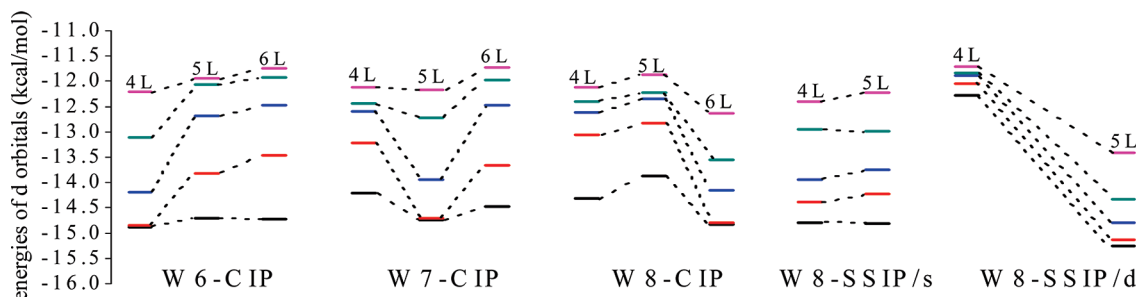 energies of d orbitals (kcal/mol)
-11.0
-11.5
-12.0
-12.5
-13.0
-13.5
-14.0
-14.5
-15.0
-15.5
-16.0
4 L
5 L
6 L
W 6 - C IP
4 L
5 L
6 L
W 7 - C IP
4 L
5 L
6 L
W 8 - C IP
4 L
5 L
W 8 - S S IP / s
4 L
5 L
W 8 - S S IP / d